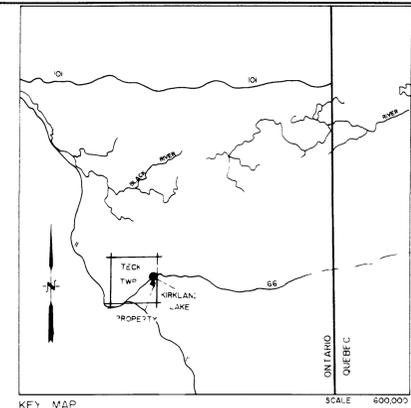 101 101
RIVER
BLACK RIVER
TECK
TWP
66
KIRKLAND
LAKE
PROPERTY
ONTARIO
QUEBEC
KEY MAP
SCALE 600,000